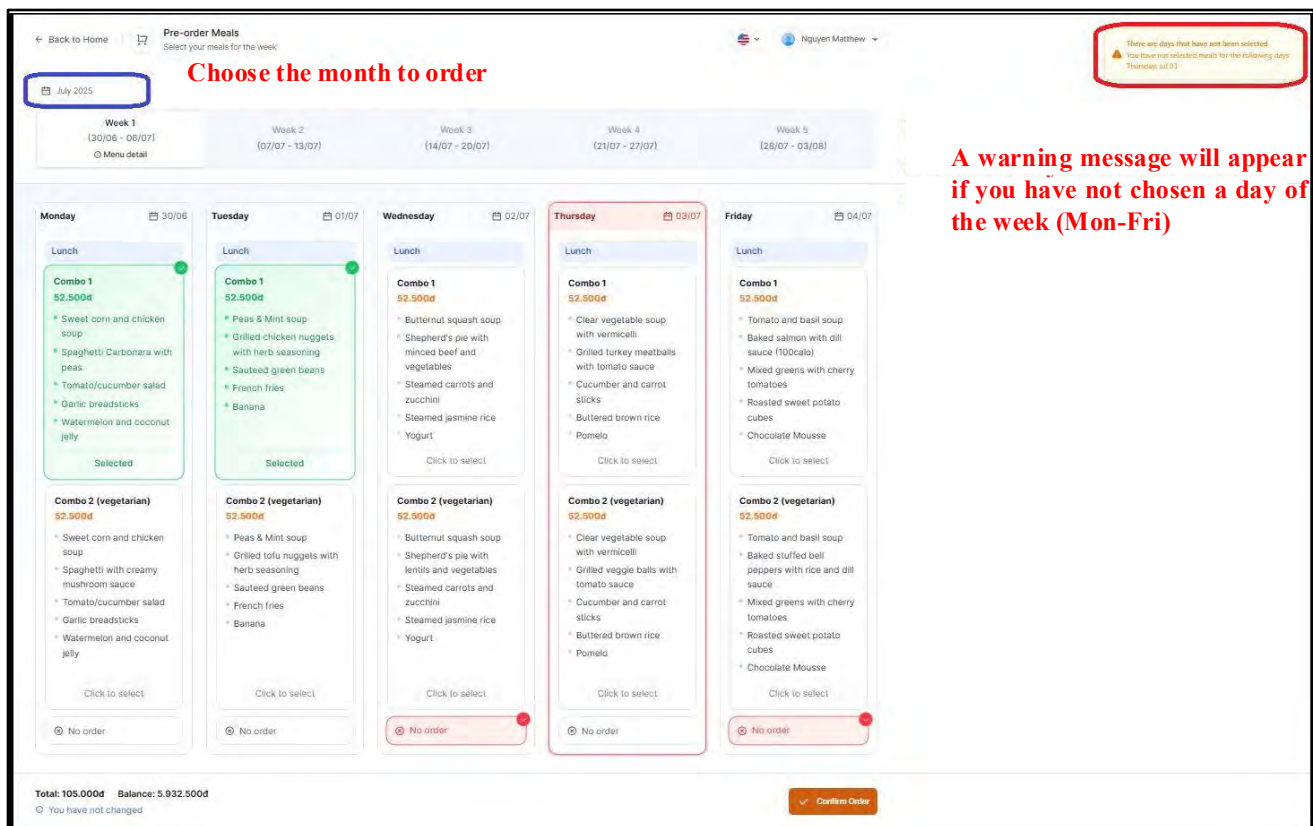 ← Back to Home
Pre-order Meals
Select your meals for the week
Nguyen Matthew
There are days that have not been selected
You have not selected meals for the following days:
Thursday Jul 03
Choose the month to order
July 2025
Week 1
(30/06 - 06/07)
Menu detail
Week 2
(07/07 - 13/07)
Week 3
(14/07 - 20/07)
Week 4
(21/07 - 27/07)
Week 5
(28/07 - 03/08)
A warning message will appear
if you have not chosen a day of
the week (Mon-Fri)
Monday 30/06
Lunch
Combo 1
52.500đ
Sweet corn and chicken
soup
Spaghetti Carbonara with
peas
Tomato/cucumber salad
Garlic breadsticks
Watermelon and coconut
jelly
Selected
Combo 2 (vegetarian)
52.500đ
Sweet corn and chicken
soup
Spaghetti with creamy
mushroom sauce
Tomato/cucumber salad
Garlic breadsticks
Watermelon and coconut
jelly
Click to select
No order
Tuesday 01/07
Lunch
Combo 1
52.500đ
Peas & Mint soup
Grilled chicken nuggets
with herb seasoning
Sauteed green beans
French fries
Banana
Selected
Combo 2 (vegetarian)
52.500đ
Peas & Mint soup
Grilled tofu nuggets with
herb seasoning
Sauteed green beans
French fries
Banana
Click to select
No order
Wednesday 02/07
Lunch
Combo 1
52.500đ
Butternut squash soup
Shepherd's pie with
minced beef and
vegetables
Steamed carrots and
zucchini
Steamed jasmine rice
Yogurt
Click to select
Combo 2 (vegetarian)
52.500đ
Butternut squash soup
Shepherd's pie with
lentils and vegetables
Steamed carrots and
zucchini
Steamed jasmine rice
Yogurt
Click to select
No order
Thursday 03/07
Lunch
Combo 1
52.500đ
Clear vegetable soup
with vermicelli
Grilled turkey meatballs
with tomato sauce
Cucumber and carrot
sticks
Buttered brown rice
Pomelo
Click to select
Combo 2 (vegetarian)
52.500đ
Clear vegetable soup
with vermicelli
Grilled veggie balls with
tomato sauce
Cucumber and carrot
sticks
Buttered brown rice
Pomelo
Click to select
No order
Friday 04/07
Lunch
Combo 1
52.500đ
Tomato and basil soup
Baked salmon with dill
sauce (100calo)
Mixed greens with cherry
tomatoes
Roasted sweet potato
cubes
Chocolate Mousse
Click to select
Combo 2 (vegetarian)
52.500đ
Tomato and basil soup
Baked stuffed bell
peppers with rice and dill
sauce
Mixed greens with cherry
tomatoes
Roasted sweet potato
cubes
Chocolate Mousse
Click to select
No order
Total: 105.000đ Balance: 5.932.500đ
You have not changed
Confirm Order